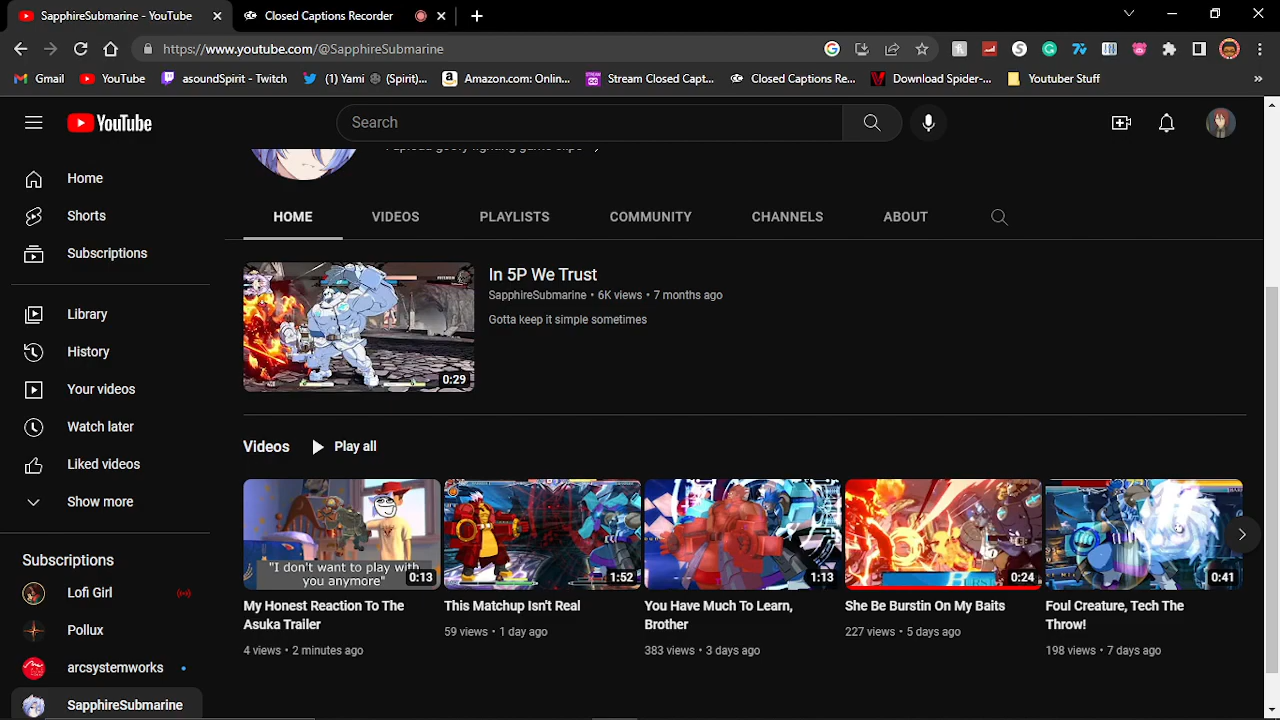 SapphireSubmarine - YouTube
Closed Captions Recorder
https://www.youtube.com/@SapphireSubmarine
Gmail
YouTube
asoundSpirit - Twitch
(1) Yami (Spirit)...
Amazon.com: Onlin...
Stream Closed Capt...
Closed Captions Re...
Download Spider-...
Youtuber Stuff
YouTube
Search
Home
Shorts
Subscriptions
Library
History
Your videos
Watch later
Liked videos
Show more
Subscriptions
Lofi Girl
Pollux
arcsystemworks
SapphireSubmarine
HOME
VIDEOS
PLAYLISTS
COMMUNITY
CHANNELS
ABOUT
0:29
In 5P We Trust
SapphireSubmarine • 6K views • 7 months ago
Gotta keep it simple sometimes
Videos
Play all
"I don't want to play with
you anymore"
0:13
My Honest Reaction To The
Asuka Trailer
4 views • 2 minutes ago
1:52
This Matchup Isn't Real
59 views • 1 day ago
1:13
You Have Much To Learn,
Brother
383 views • 3 days ago
0:24
She Be Burstin On My Baits
227 views • 5 days ago
0:41
Foul Creature, Tech The
Throw!
198 views • 7 days ago